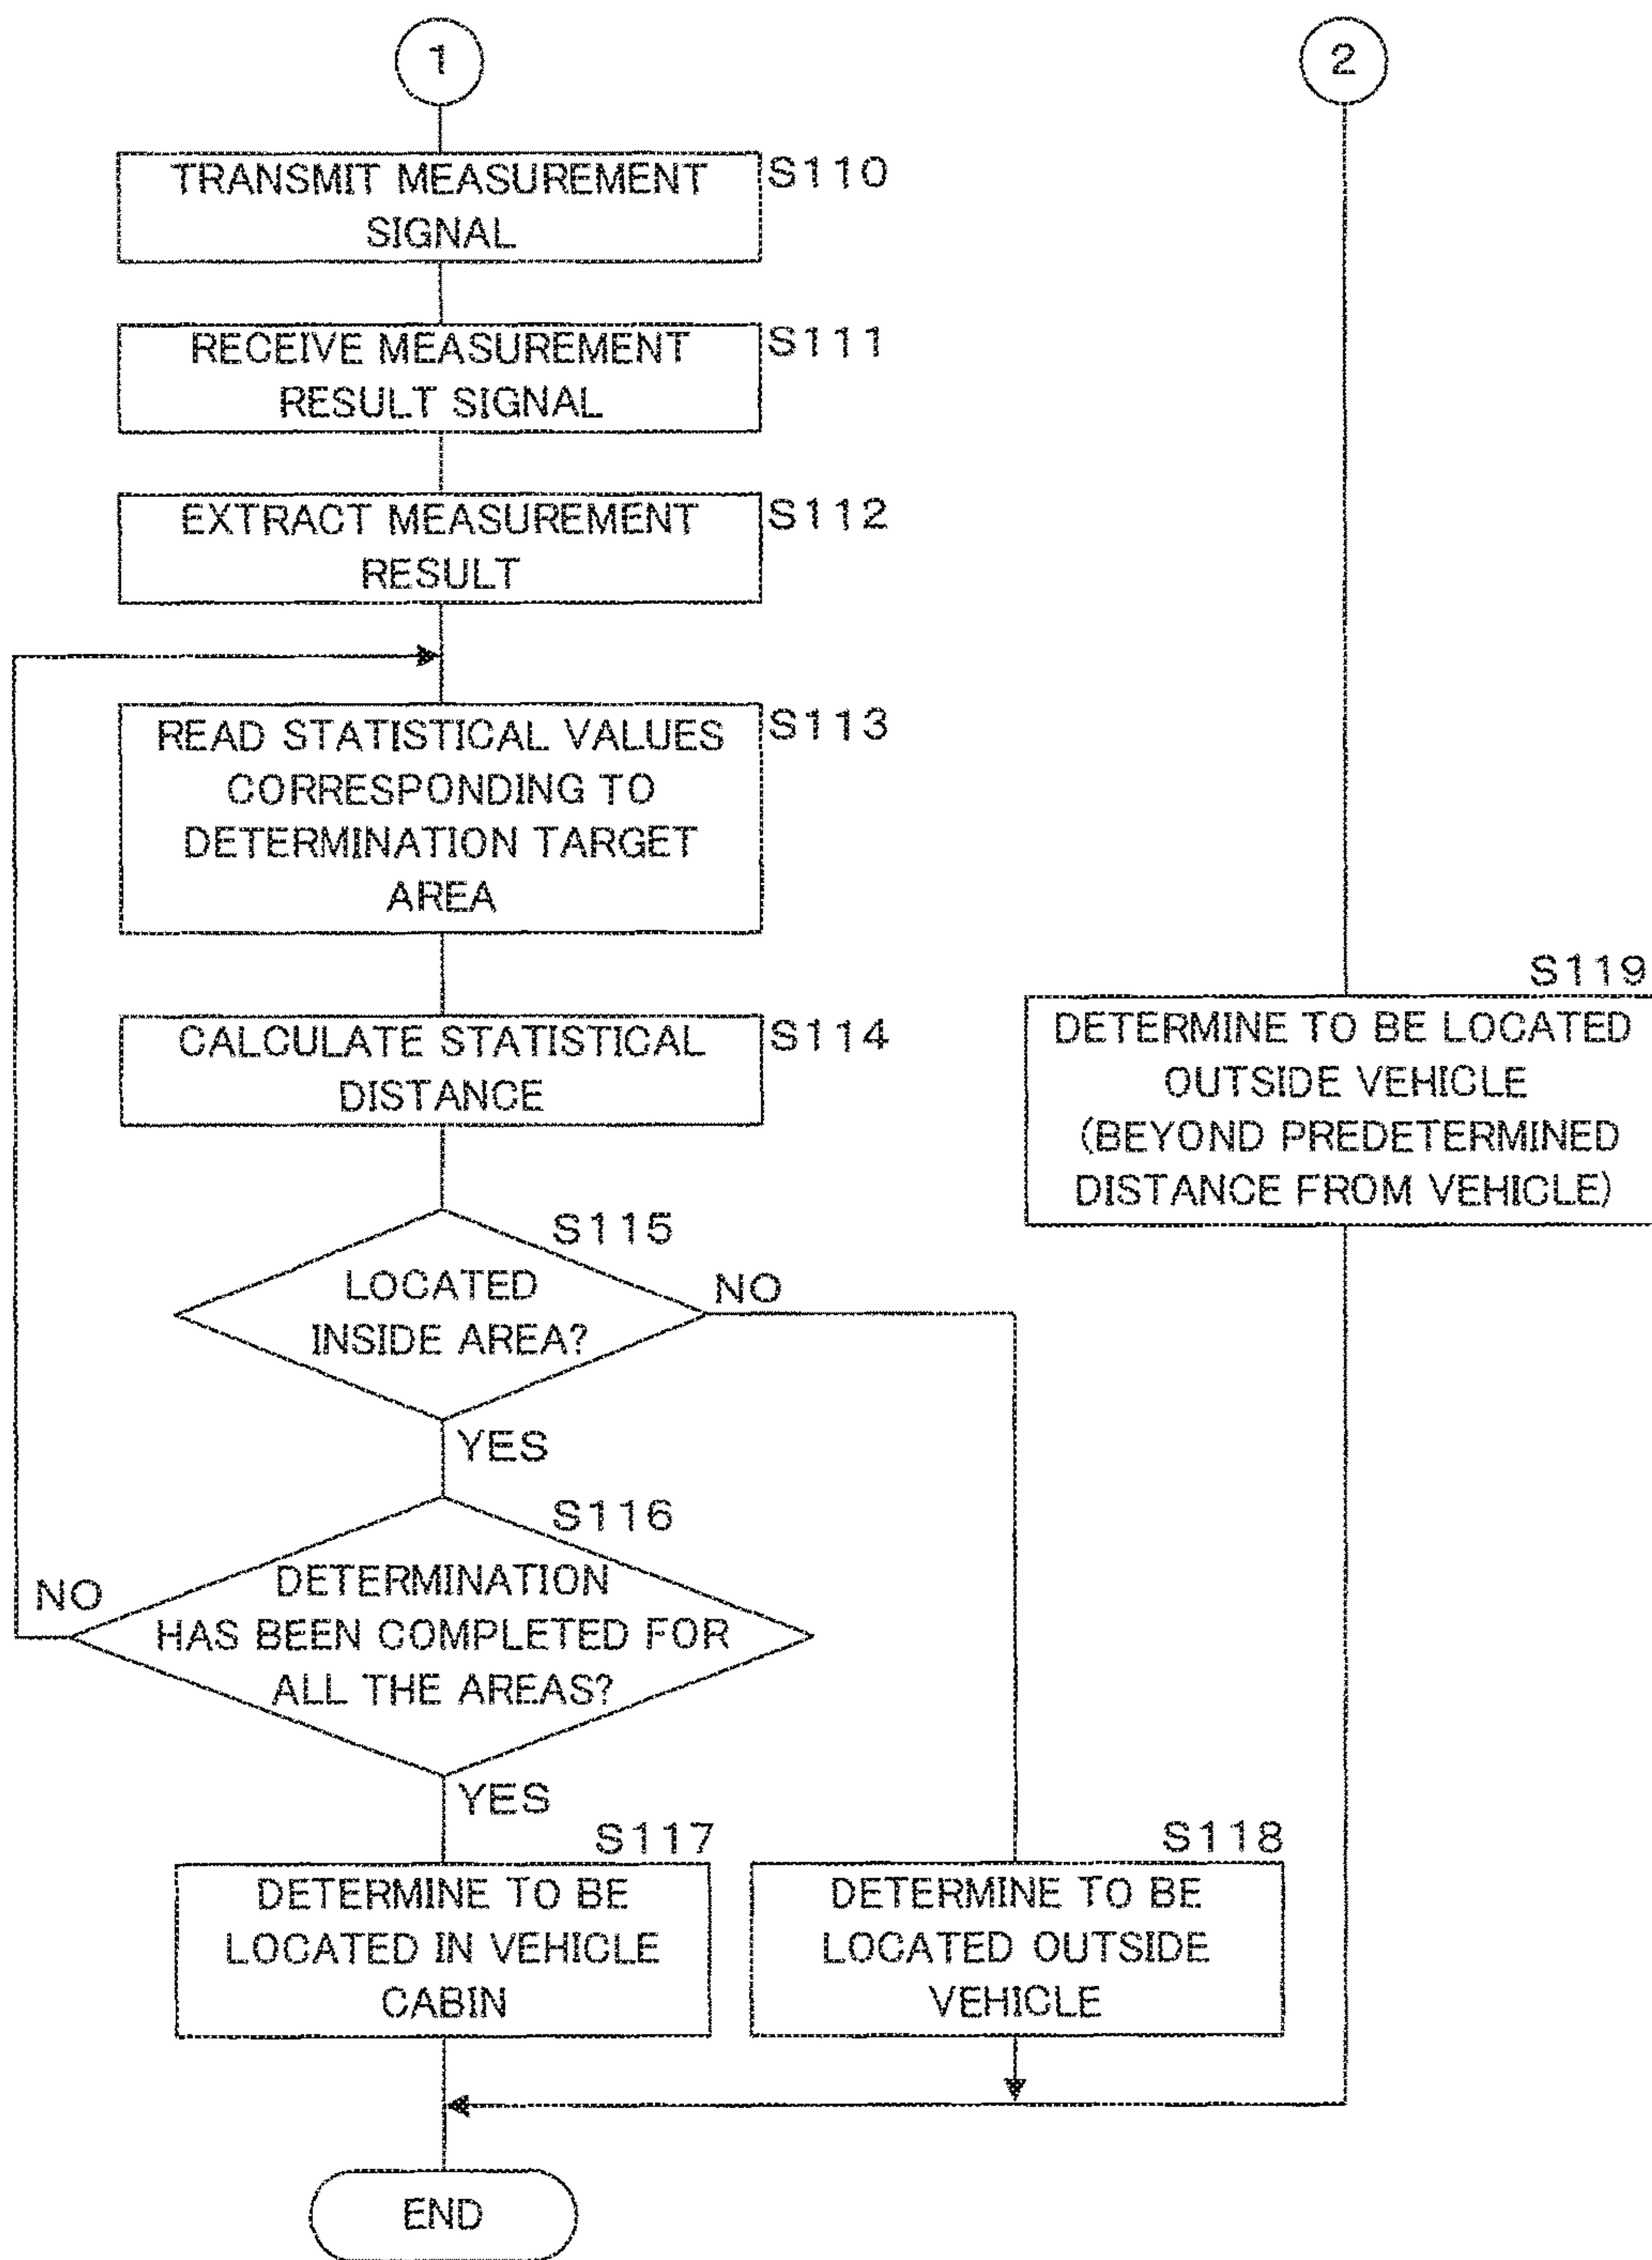 1
2
TRANSMIT MEASUREMENT
SIGNAL
S110
RECEIVE MEASUREMENT
RESULT SIGNAL
S111
EXTRACT MEASUREMENT
RESULT
S112
READ STATISTICAL VALUES
CORRESPONDING TO
DETERMINATION TARGET
AREA
S113
CALCULATE STATISTICAL
DISTANCE
S114
S119
DETERMINE TO BE LOCATED
OUTSIDE VEHICLE
(BEYOND PREDETERMINED
DISTANCE FROM VEHICLE)
S115
LOCATED
INSIDE AREA?
NO
YES
S116
DETERMINATION
HAS BEEN COMPLETED FOR
ALL THE AREAS?
NO
YES
S117
DETERMINE TO BE
LOCATED IN VEHICLE
CABIN
S118
DETERMINE TO BE
LOCATED OUTSIDE
VEHICLE
END